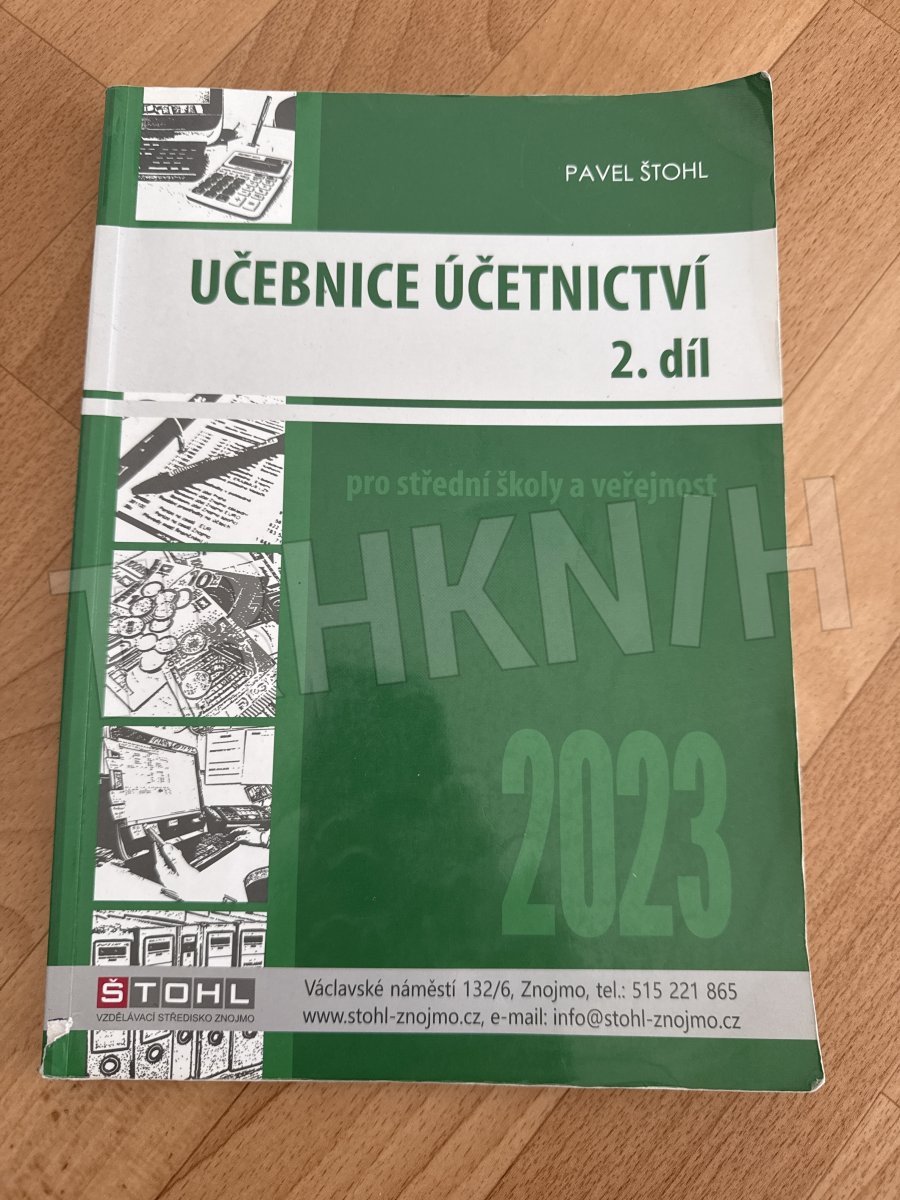 PAVEL ŠTOHL
UČEBNICE ÚČETNICTVÍ
2. díl
pro střední školy a veřejnost
2023
ŠTOHL
VZDĚLÁVACÍ STŘEDISKO ZNOJMO
Václavské náměstí 132/6, Znojmo, tel.: 515 221 865
www.stohl-znojmo.cz, e-mail: info@stohl-znojmo.cz